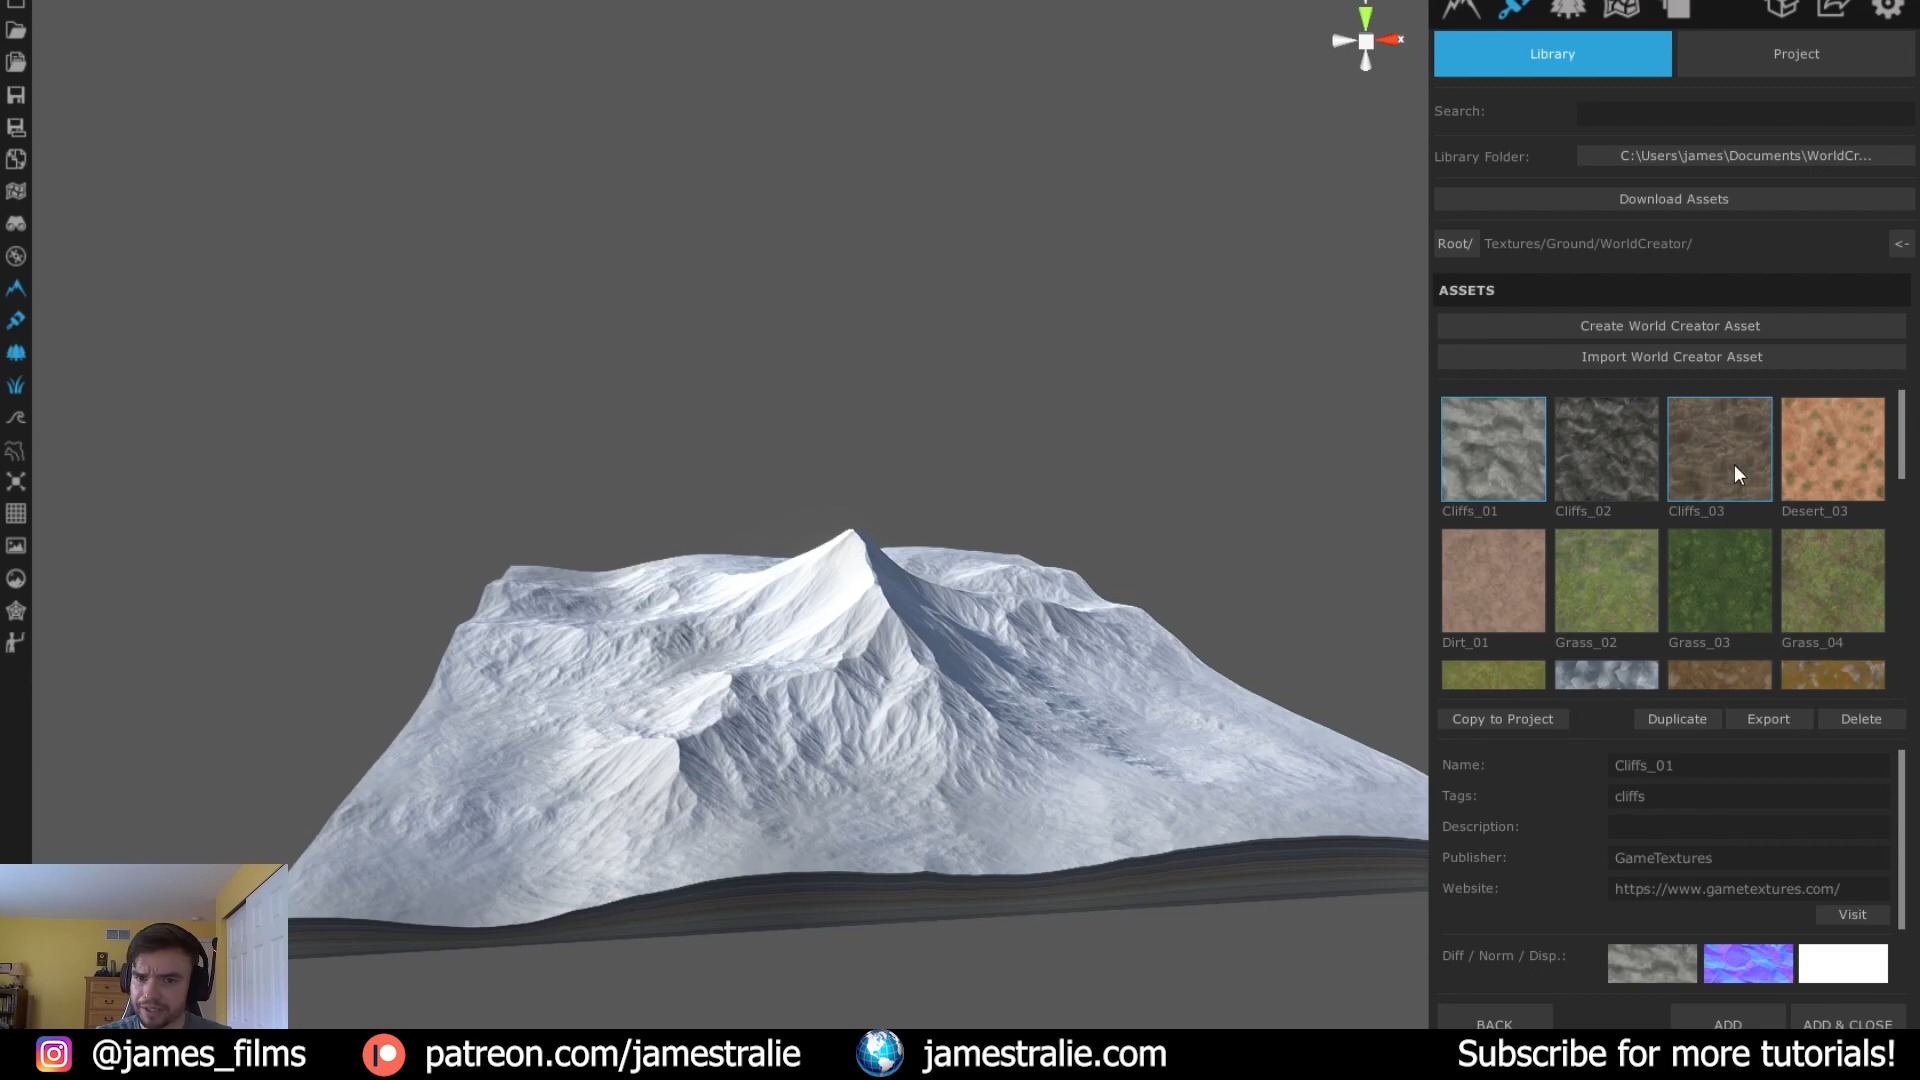 x
Library
Project
Search:
Library Folder:
C:\Users\james\Documents\WorldCr...
Download Assets
Root/
Textures/Ground/WorldCreator/
<-
ASSETS
Create World Creator Asset
Import World Creator Asset
Cliffs_01
Cliffs_02
Cliffs_03
Desert_03
Dirt_01
Grass_02
Grass_03
Grass_04
Copy to Project
Duplicate
Export
Delete
Name:
Cliffs_01
Tags:
cliffs
Description:
Publisher:
GameTextures
Website:
https://www.gametextures.com/
Visit
Diff / Norm / Disp.:
BACK
ADD
ADD & CLOSE
@james_films
patreon.com/jamestralie
jamestralie.com
Subscribe for more tutorials!